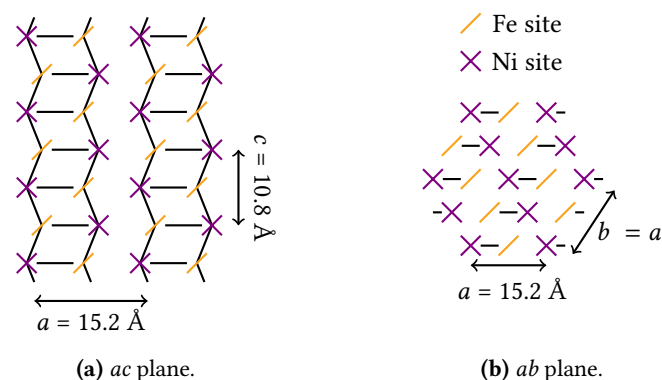 Fe site
Ni site
c = 10.8 Å
b = a
a = 15.2 Å
a = 15.2 Å
(a) ac plane.
(b) ab plane.